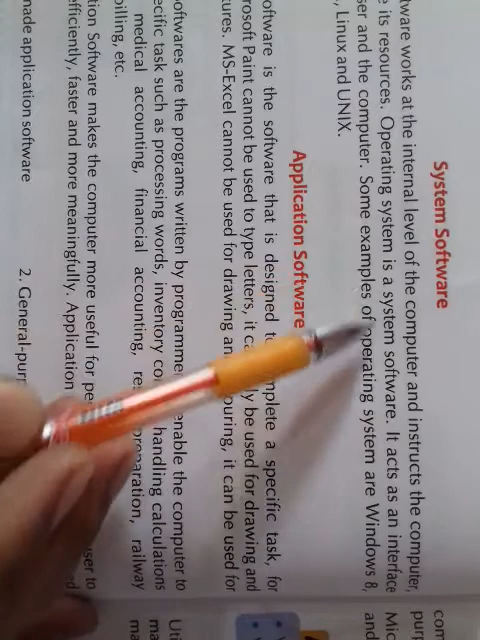 System Software
tware works at the internal level of the computer and instructs the computer,
e its resources. Operating system is a system software. It acts as an interface
ser and the computer. Some examples of operating system are Windows 8,
, Linux and UNIX.
Application Software
oftware is the software that is designed to mplete a specific task, for
rosoft Paint cannot be used to type letters, it ca ly be used for drawing and
tures. MS-Excel cannot be used for drawing an ouring, it can be used for
oftwares are the programs written by programme enable the computer to
ecific task such as processing words, inventory co handling calculations
medical accounting, financial accounting, re preparation, railway
billing, etc.
tion Software makes the computer more useful for pe ser to
efficiently, faster and more meaningfully. Application d
made application software
2. General-purp
com
purp
Mic
and
Uti
ma
ma